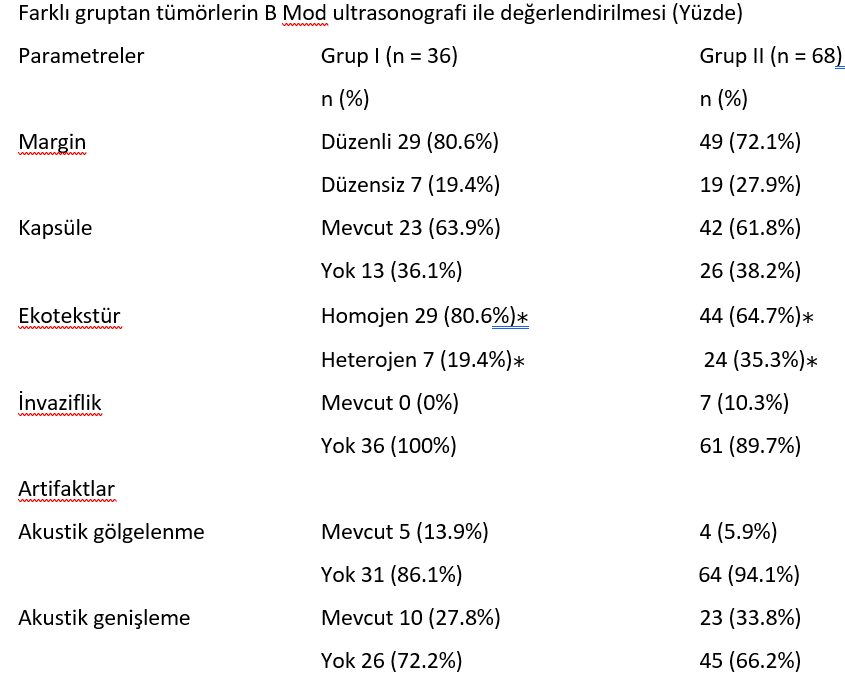 Farklı gruptan tümörlerin B Mod ultrasonografi ile değerlendirilmesi (Yüzde)
Parametreler Grup I (n = 36) Grup II (n = 68)
n (%) n (%)
Margin Düzenli 29 (80.6%) 49 (72.1%)
Düzensiz 7 (19.4%) 19 (27.9%)
Kapsüle Mevcut 23 (63.9%) 42 (61.8%)
Yok 13 (36.1%) 26 (38.2%)
Ekotekstür Homojen 29 (80.6%)∗ 44 (64.7%)∗
Heterojen 7 (19.4%)∗ 24 (35.3%)∗
İnvaziflik Mevcut 0 (0%) 7 (10.3%)
Yok 36 (100%) 61 (89.7%)
Artifaktlar
Akustik gölgelenme Mevcut 5 (13.9%) 4 (5.9%)
Yok 31 (86.1%) 64 (94.1%)
Akustik genişleme Mevcut 10 (27.8%) 23 (33.8%)
Yok 26 (72.2%) 45 (66.2%)